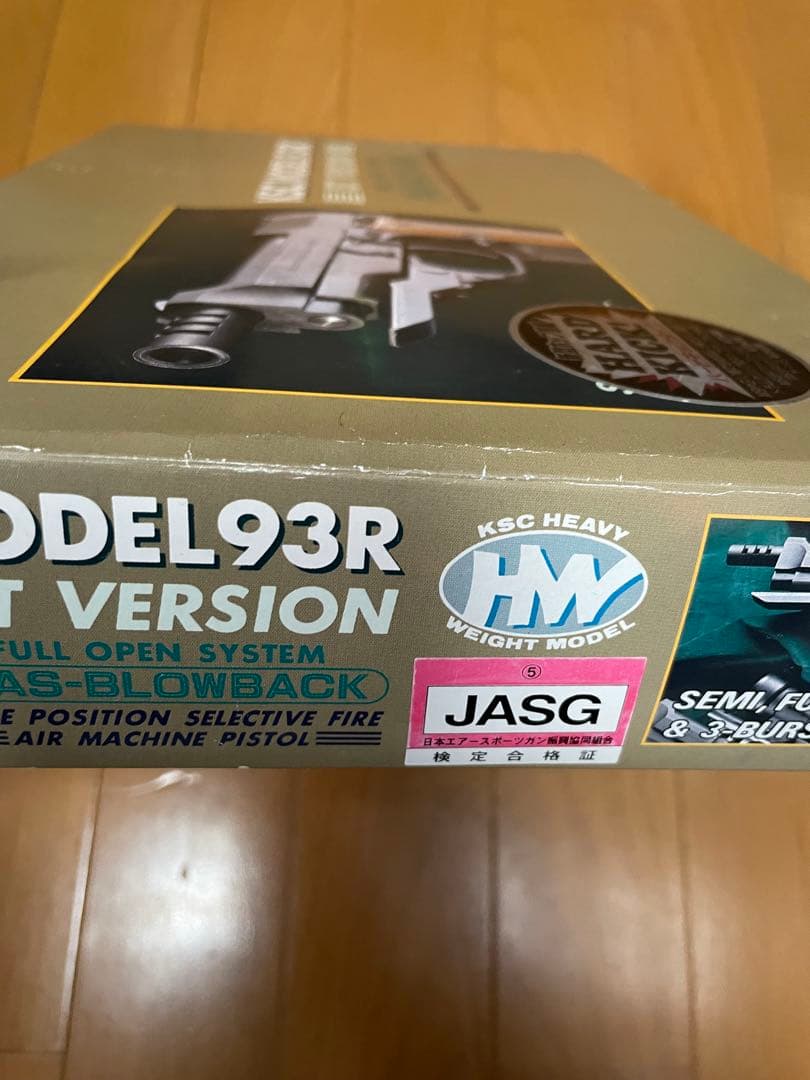 ODEL93R
T VERSION
FULL OPEN SYSTEM
AS-BLOWBACK
E POSITION SELECTIVE FIRE
AIR MACHINE PISTOL
KSC HEAVY
HW
WEIGHT MODEL
⑤
JASG
日本エアースポーツガン振興協同組合
検定合格証
SEMI, FU
& 3-BURS